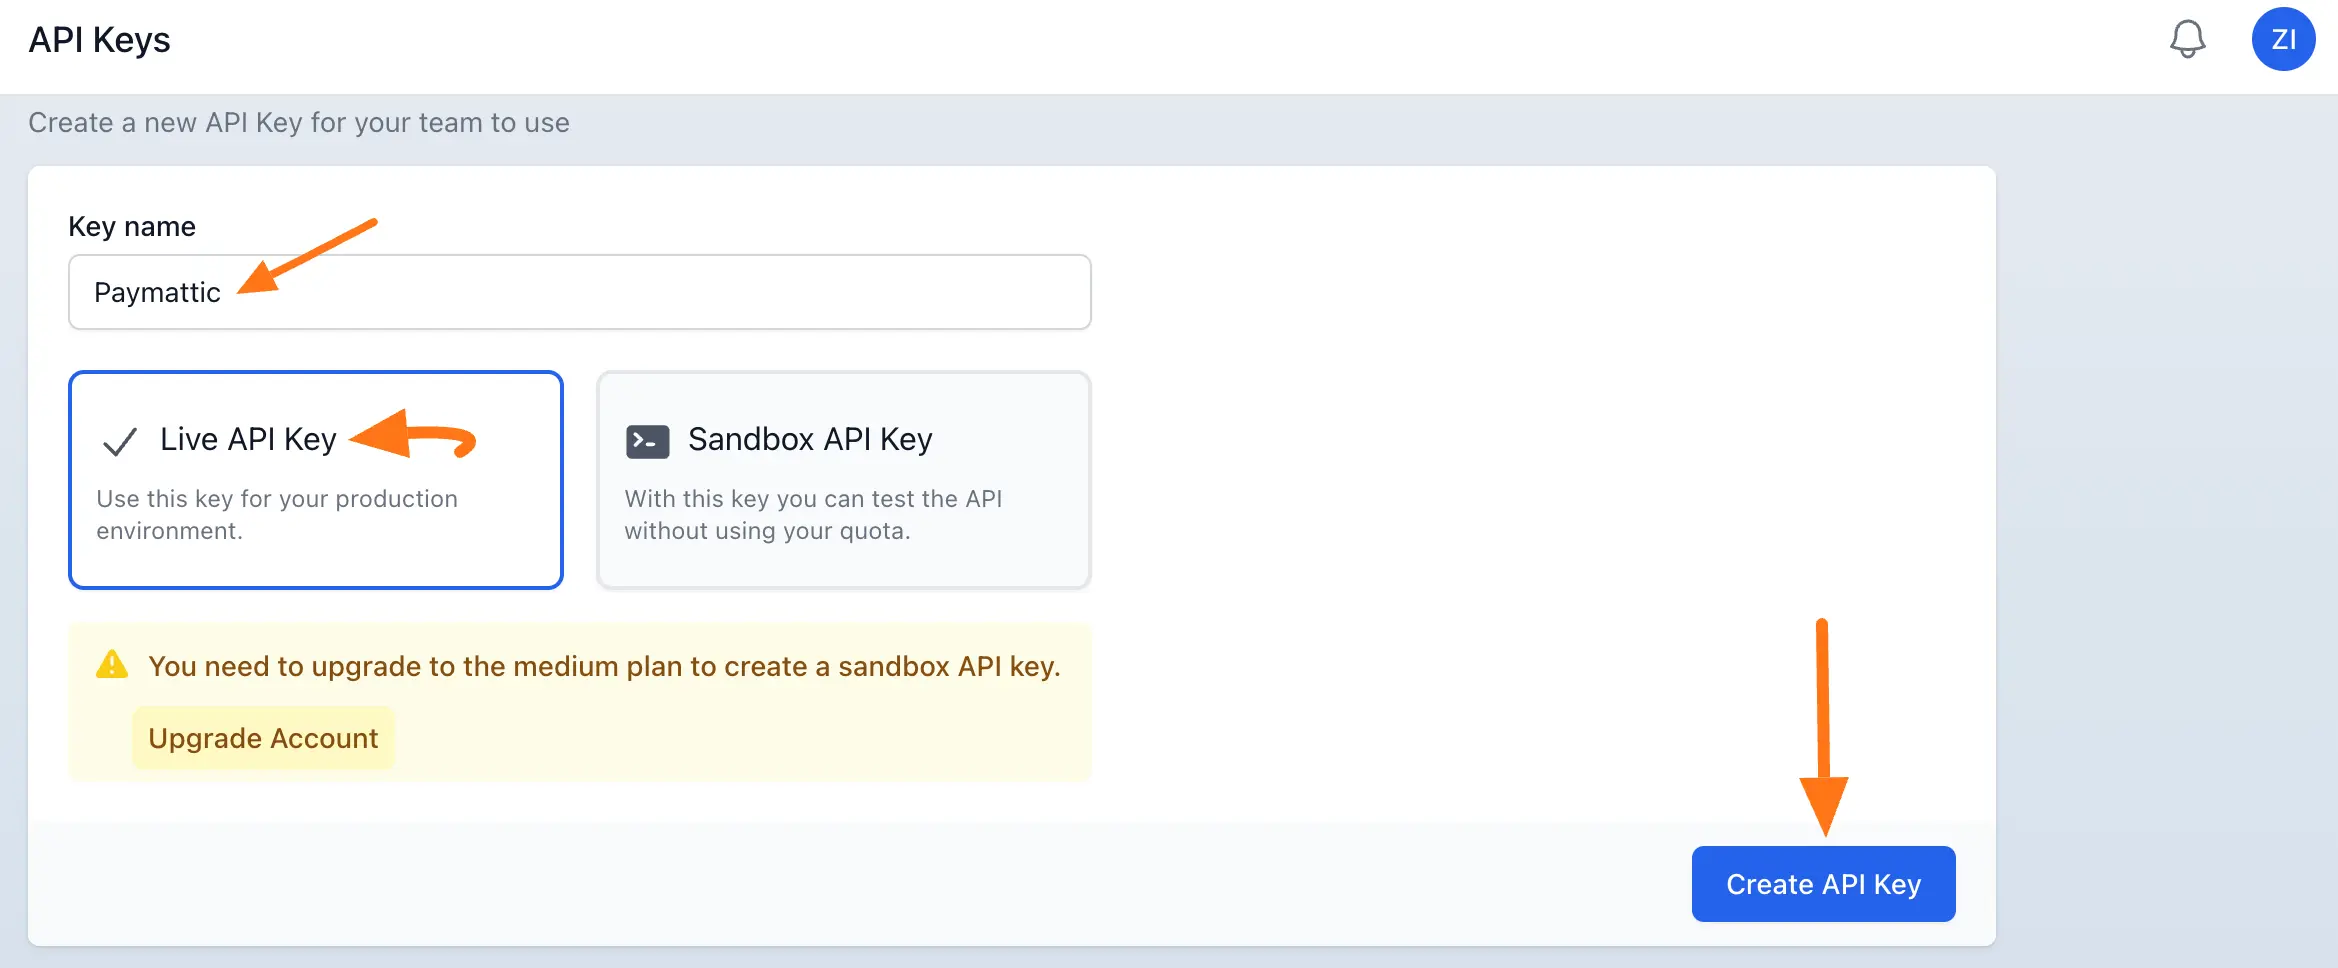 API Keys
ZI
Create a new API Key for your team to use
Key name
Paymattic
Live API Key
Use this key for your production
environment.
Sandbox API Key
With this key you can test the API
without using your quota.
You need to upgrade to the medium plan to create a sandbox API key.
Upgrade Account
Create API Key